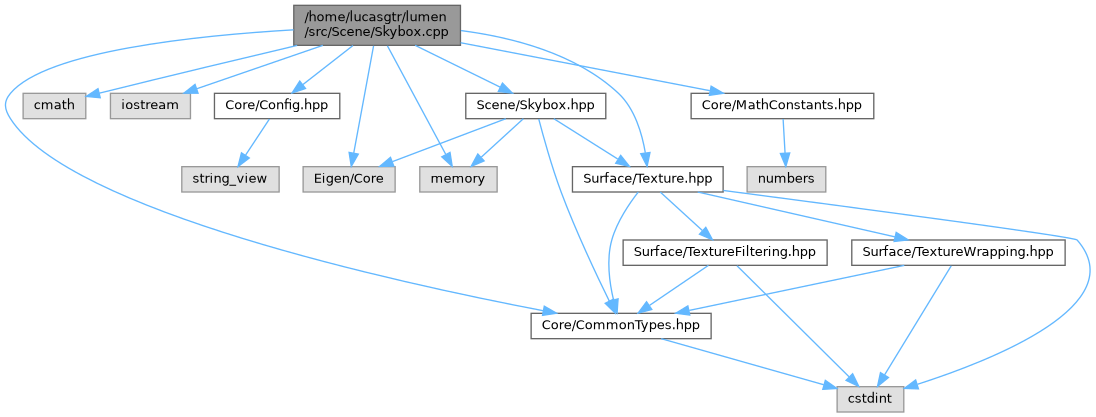 /home/lucasgtr/lumen
/src/Scene/Skybox.cpp
cmath
iostream
Core/Config.hpp
Scene/Skybox.hpp
Core/MathConstants.hpp
string_view
Eigen/Core
memory
Surface/Texture.hpp
numbers
Surface/TextureFiltering.hpp
Surface/TextureWrapping.hpp
Core/CommonTypes.hpp
cstdint